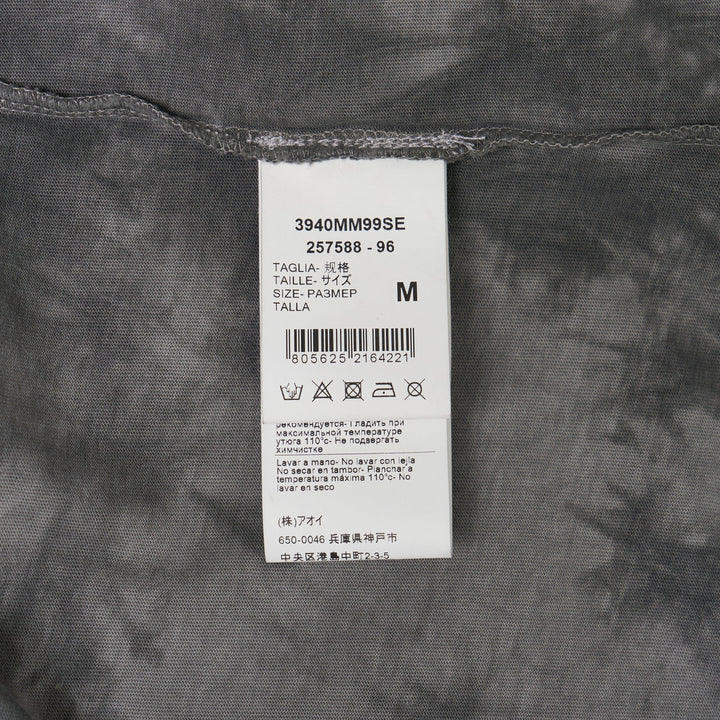 3940MM99SE
257588 - 96
TAGLIA- 规格
TAILLE- サイズ
SIZE- РАЗМЕР
TALLA
M
805625 2164221
рекомендуется- Гладить при
максимальной температуре
утюга 110°с- Не подвергать
химчистке
Lavar a mano- No lavar con lejía
No secar en tambor- Planchar a
temperatura máxima 110°C- No
lavar en seco
(株)アオイ
650-0046 兵庫県神戸市
中央区港島中町2-3-5